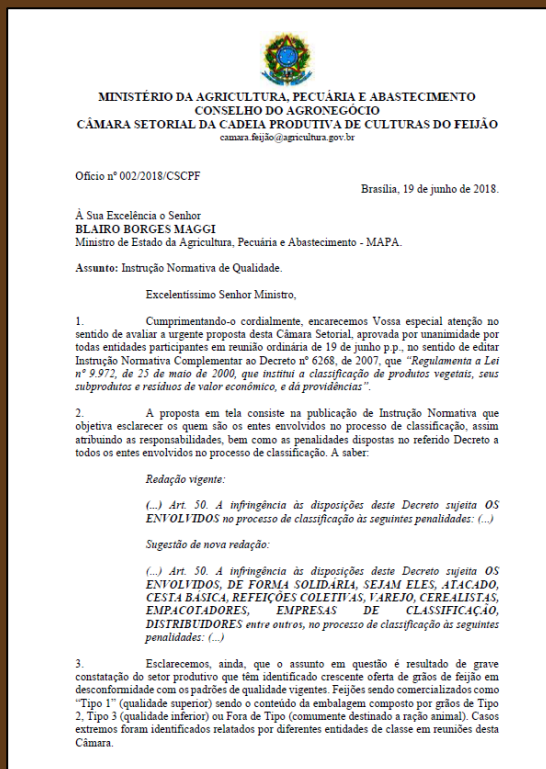 MINISTÉRIO DA AGRICULTURA, PECUÁRIA E ABASTECIMENTO
CONSELHO DO AGRONEGÓCIO
CÂMARA SETORIAL DA CADEIA PRODUTIVA DE CULTURAS DO FEIJÃO
camara.feijão@agricultura.gov.br
Ofício nº 002/2018/CSCPF
Brasília, 19 de junho de 2018.
À Sua Excelência o Senhor
BLAIRO BORGES MAGGI
Ministro de Estado da Agricultura, Pecuária e Abastecimento - MAPA.
Assunto: Instrução Normativa de Qualidade.
Excelentíssimo Senhor Ministro,
1. Cumprimentando-o cordialmente, encarecemos Vossa especial atenção no
sentido de avaliar a urgente proposta desta Câmara Setorial, aprovada por unanimidade por
todas entidades participantes em reunião ordinária de 19 de junho p.p., no sentido de editar
Instrução Normativa Complementar ao Decreto nº 6268, de 2007, que “Regulamenta a Lei
nº 9.972, de 25 de maio de 2000, que institui a classificação de produtos vegetais, seus
subprodutos e resíduos de valor econômico, e dá providências”.
2. A proposta em tela consiste na publicação de Instrução Normativa que
objetiva esclarecer os quem são os entes envolvidos no processo de classificação, assim
atribuindo as responsabilidades, bem como as penalidades dispostas no referido Decreto a
todos os entes envolvidos no processo de classificação. A saber:
Redação vigente:
(...) Art. 50. A infringência às disposições deste Decreto sujeita OS
ENVOLVIDOS no processo de classificação às seguintes penalidades: (...)
Sugestão de nova redação:
(...) Art. 50. A infringência às disposições deste Decreto sujeita OS
ENVOLVIDOS, DE FORMA SOLIDÁRIA, SEJAM ELES, ATACADO,
CESTA BÁSICA, REFEIÇÕES COLETIVAS, VAREJO, CEREALISTAS,
EMPACOTADORES, EMPRESAS DE CLASSIFICAÇÃO,
DISTRIBUIDORES entre outros, no processo de classificação às seguintes
penalidades: (...)
3. Esclarecemos, ainda, que o assunto em questão é resultado de grave
constatação do setor produtivo que têm identificado crescente oferta de grãos de feijão em
desconformidade com os padrões de qualidade vigentes. Feijões sendo comercializados como
“Tipo 1” (qualidade superior) sendo o conteúdo da embalagem composto por grãos de Tipo
2, Tipo 3 (qualidade inferior) ou Fora de Tipo (comumente destinado a ração animal). Casos
extremos foram identificados relatados por diferentes entidades de classe em reuniões desta
Câmara.